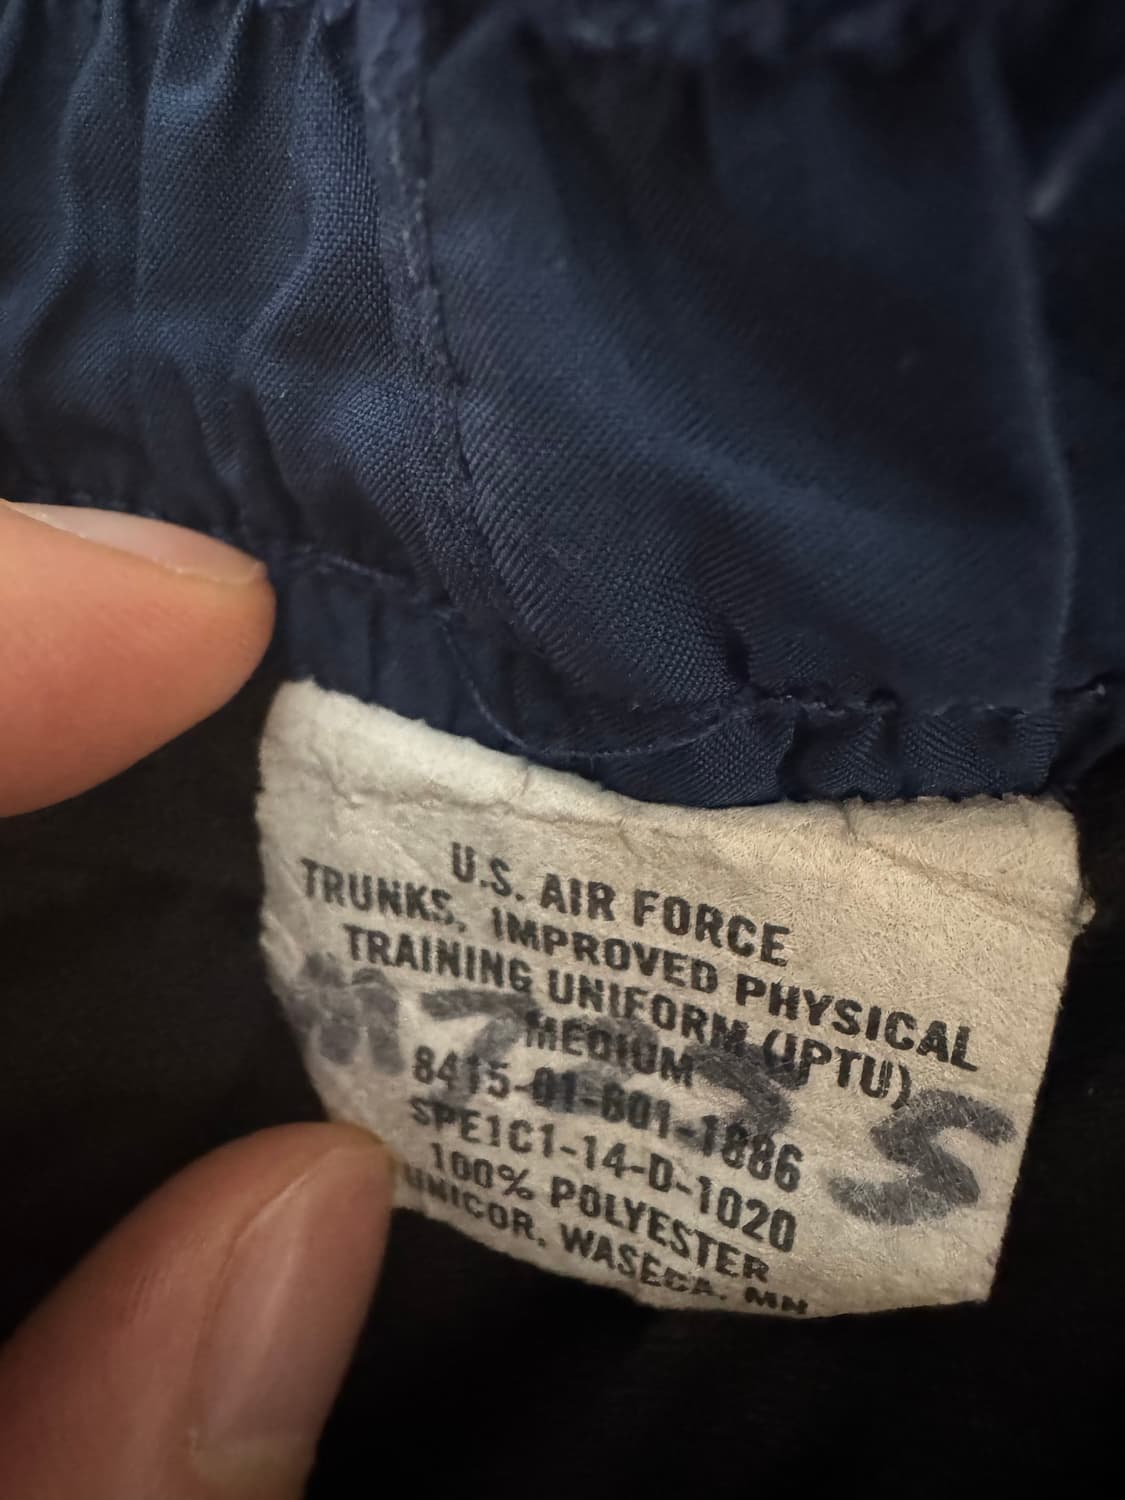 U.S. AIR FORCE
TRUNKS, IMPROVED PHYSICAL
TRAINING UNIFORM (IPTU)
MEDIUM
8415-01-601-1886
SPE1C1-14-D-1020
100% POLYESTER
UNICOR, WASECA, MN